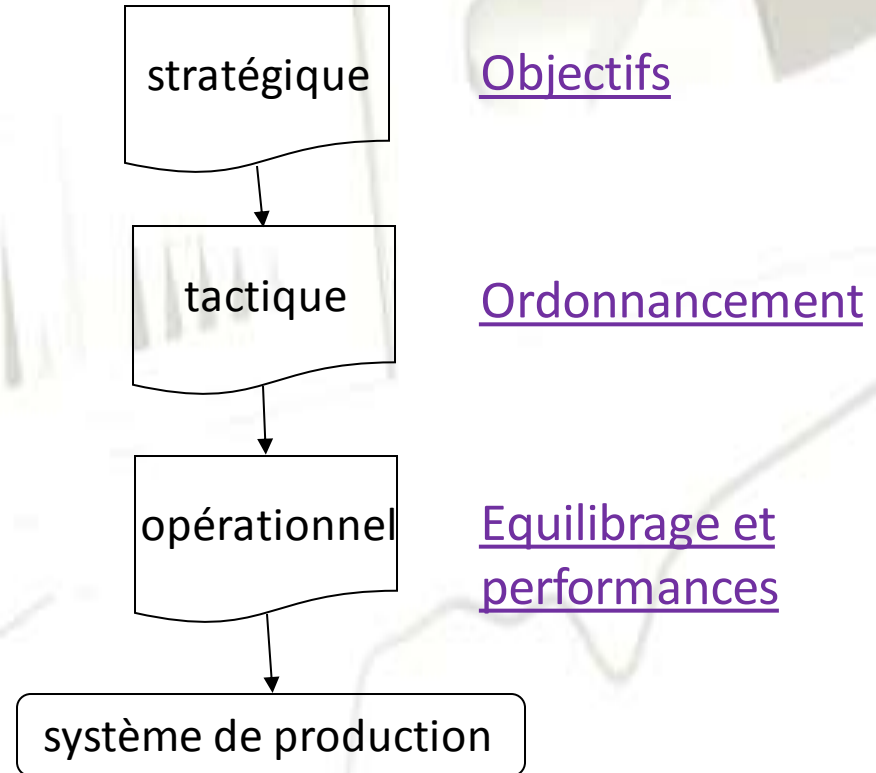 stratégique
Objectifs
tactique
Ordonnancement
opérationnel
Equilibrage et
performances
système de production